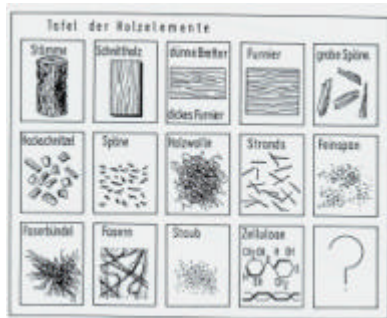 Tafel der Holzelemente
Stämme
Schnittholz
dünne Bretter
dickes Furnier
Furnier
grobe Späne
Hackschnitzel
Späne
Holzwolle
Strands
Feinspan
Faserbündel
Fasern
Staub
Zellulose
?